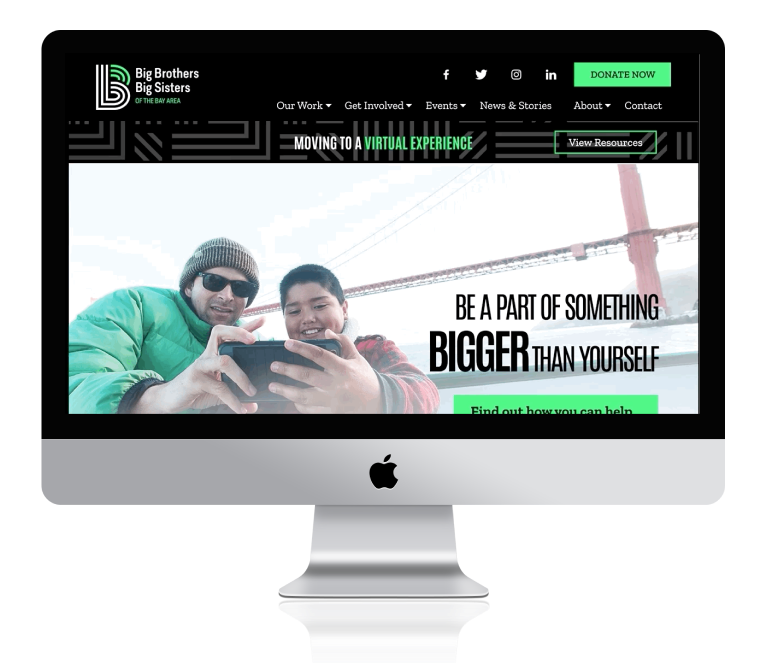 Big Brothers
Big Sisters
OF THE BAY AREA
DONATE NOW
Our Work
Get Involved
Events
News & Stories
About
Contact
MOVING TO A VIRTUAL EXPERIENCE
View Resources
BE A PART OF SOMETHING
BIGGER THAN YOURSELF
Find out how you can help